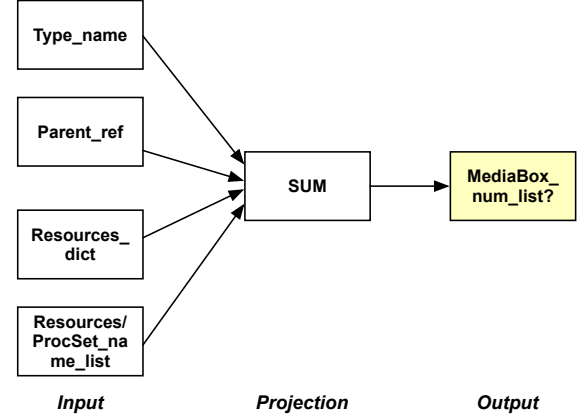 Type_name
Parent_ref
Resources_
dict
Resources/
ProcSet_na
me_list
SUM
MediaBox_
num_list?
Input
Projection
Output